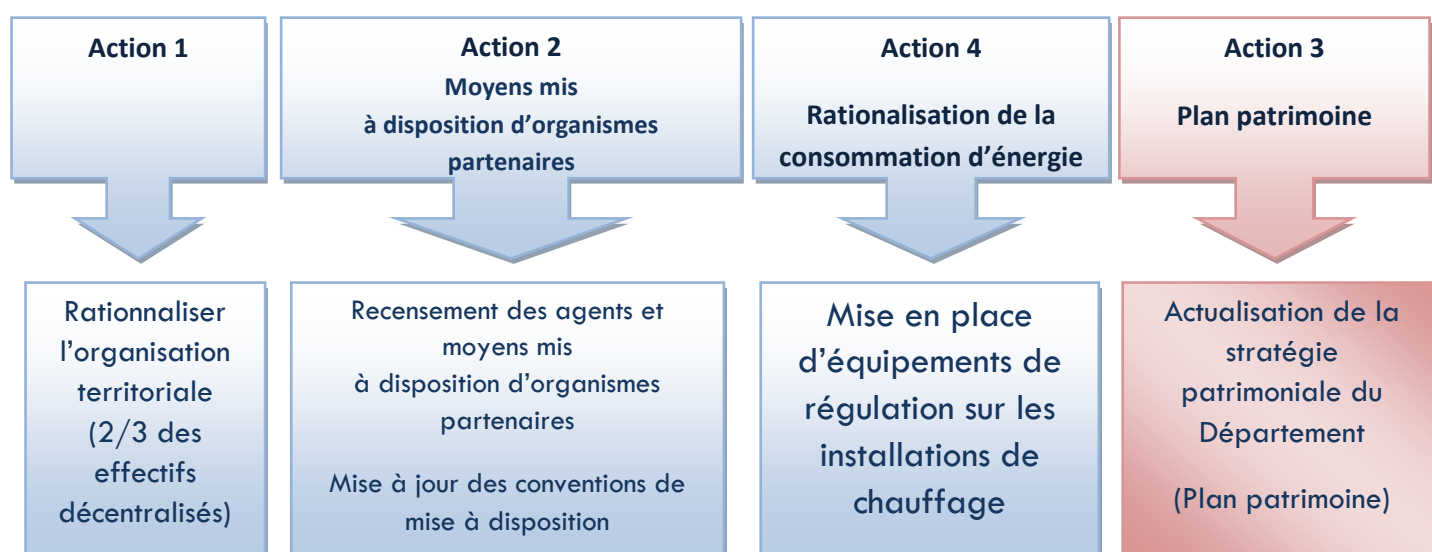 Action 1
Action 2
Moyens mis
à disposition d’organismes
partenaires
Action 4
Rationalisation de la
consommation d’énergie
Action 3
Plan patrimoine
Rationnaliser
l’organisation
territoriale
(2/3 des
effectifs
décentralisés)
Recensement des agents et
moyens mis
à disposition d’organismes
partenaires
Mise à jour des conventions de
mise à disposition
Mise en place
d’équipements de
régulation sur les
installations de
chauffage
Actualisation de la
stratégie
patrimoniale du
Département
(Plan patrimoine)